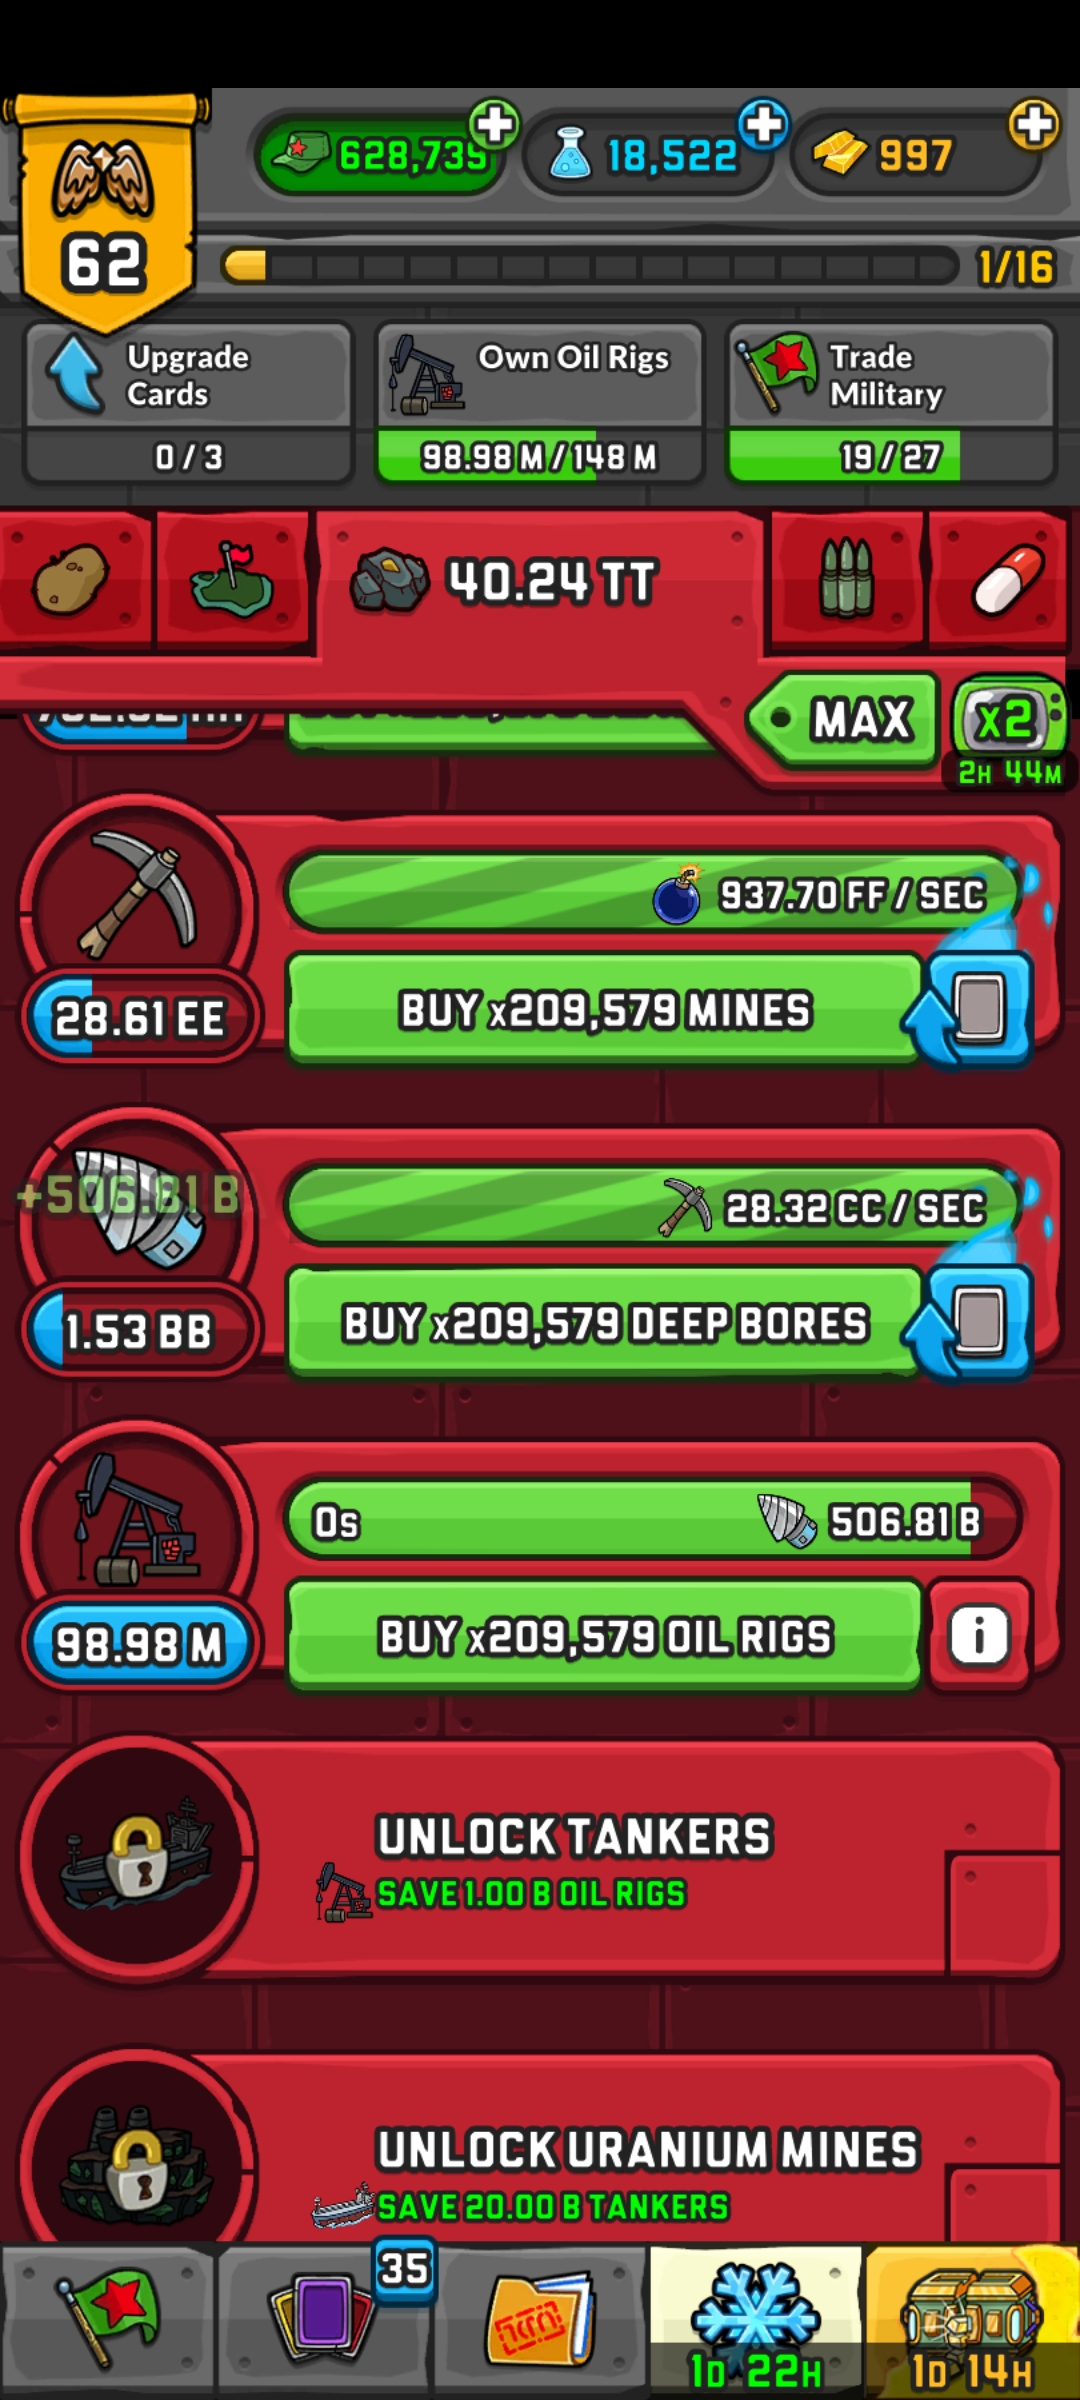 628,739
18,522
997
62
1/16
Upgrade
Cards
0 / 3
Own Oil Rigs
98.98 M / 148 M
Trade
Military
19 / 27
40.24 TT
MAX
x2
2H 44M
937.70 FF / SEC
28.61 EE
BUY x209,579 MINES
+506.81 B
28.32 CC / SEC
1.53 BB
BUY x209,579 DEEP BORES
0s
506.81 B
98.98 M
BUY x209,579 OIL RIGS
i
UNLOCK TANKERS
SAVE 1.00 B OIL RIGS
UNLOCK URANIUM MINES
SAVE 20.00 B TANKERS
35
1D 22H
1D 14H